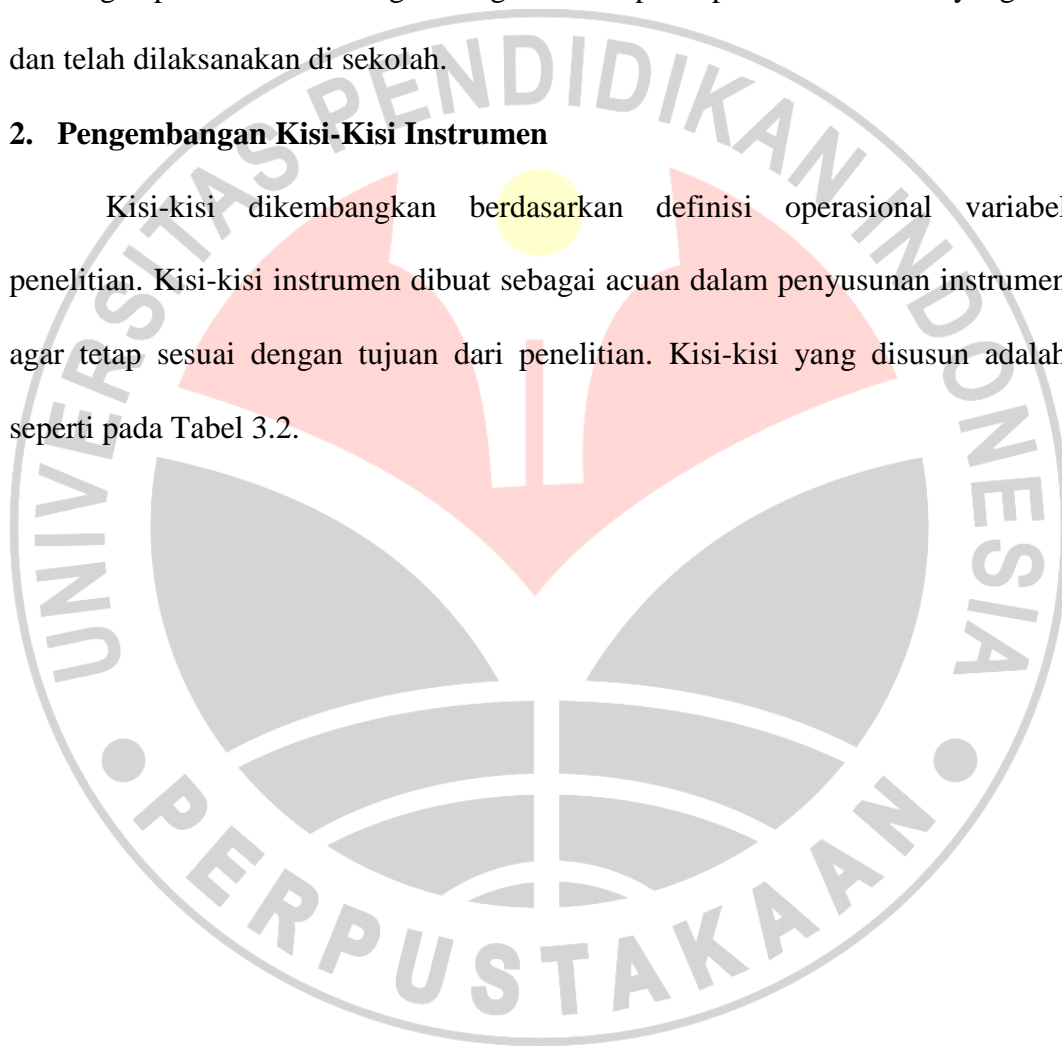 dan telah dilaksanakan di sekolah.
2. Pengembangan Kisi-Kisi Instrumen
Kisi-kisi dikembangkan berdasarkan definisi operasional variabel
penelitian. Kisi-kisi instrumen dibuat sebagai acuan dalam penyusunan instrumen
agar tetap sesuai dengan tujuan dari penelitian. Kisi-kisi yang disusun adalah
seperti pada Tabel 3.2.
UNIVERSITAS PENDIDIKAN INDONESIA
PERPUSTAKAAN